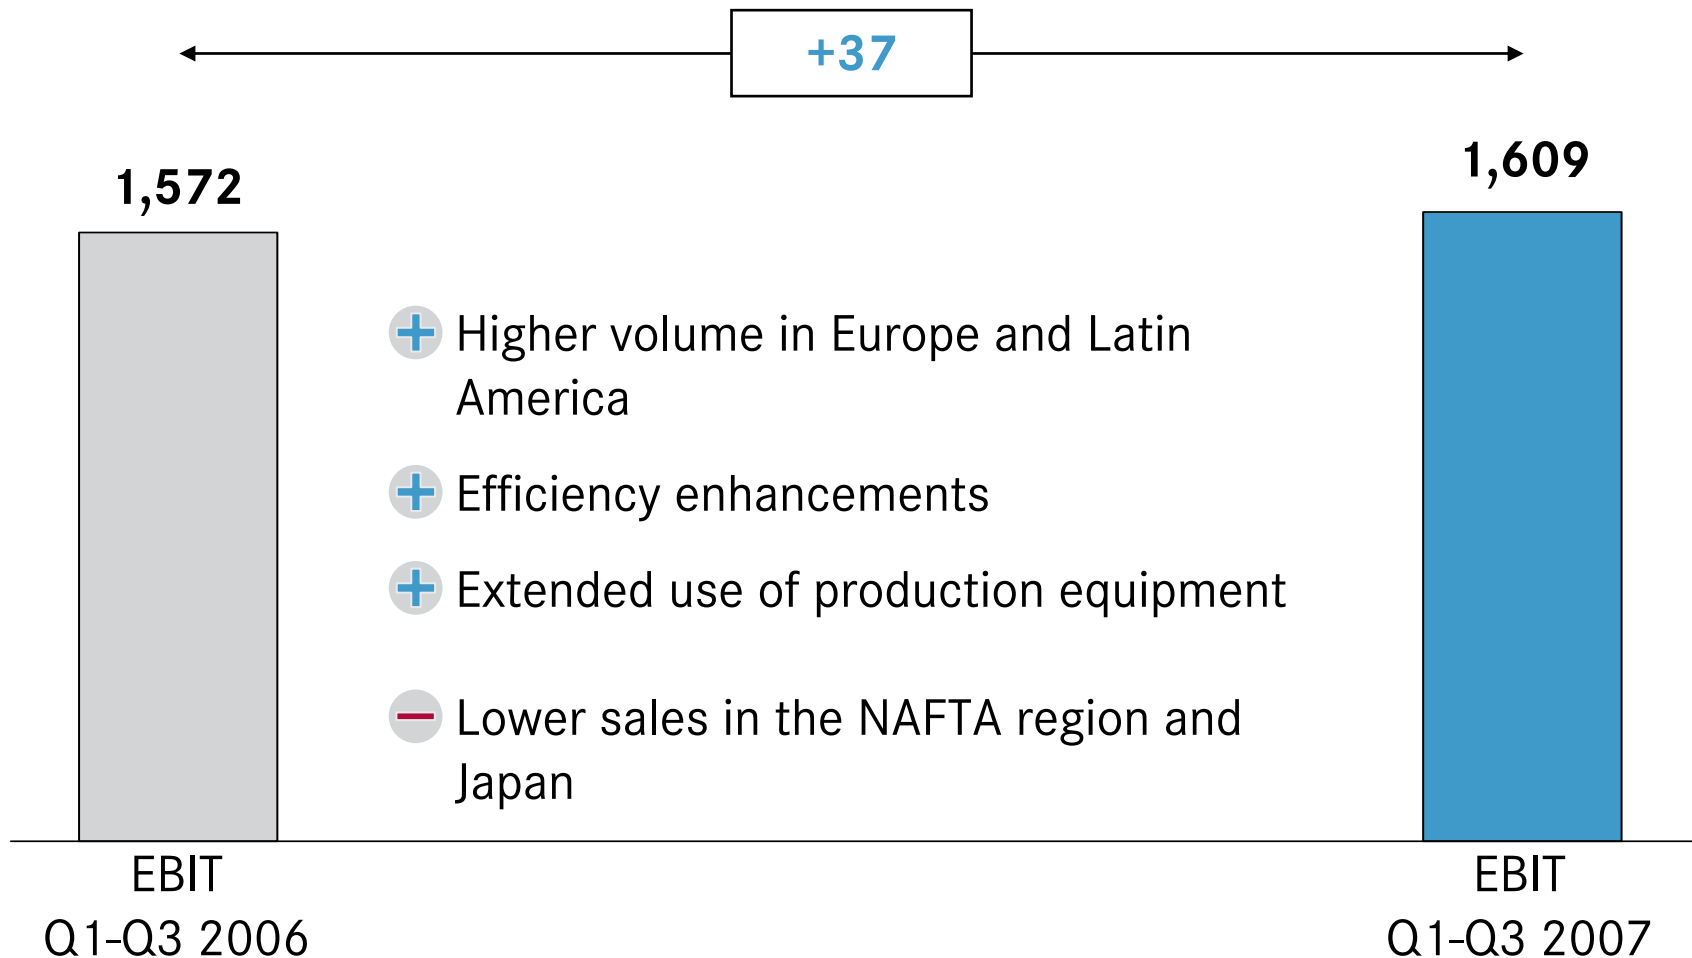 +37
1,572
1,609
+ Higher volume in Europe and Latin
America
+ Efficiency enhancements
+ Extended use of production equipment
− Lower sales in the NAFTA region and
Japan
EBIT
Q1-Q3 2006
EBIT
Q1-Q3 2007